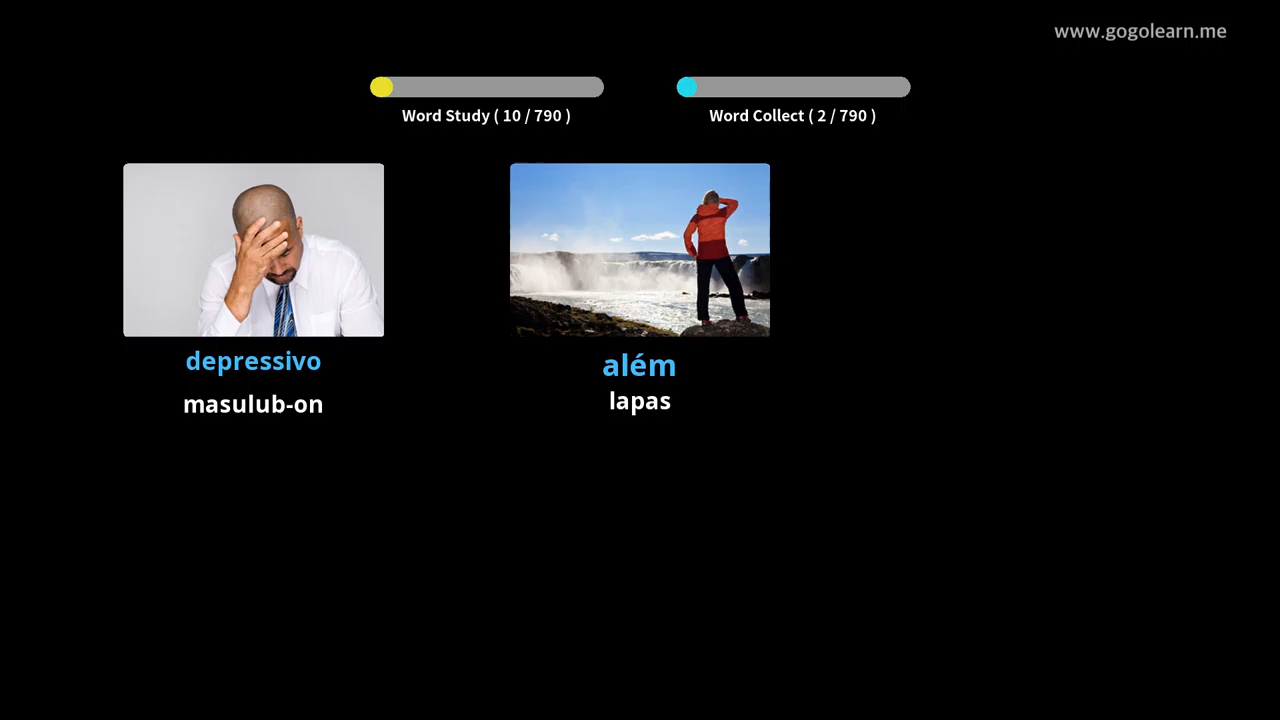 www.gogolearn.me
Word Study ( 10 / 790 )
Word Collect ( 2 / 790 )
depressivo
masulub-on
além
lapas